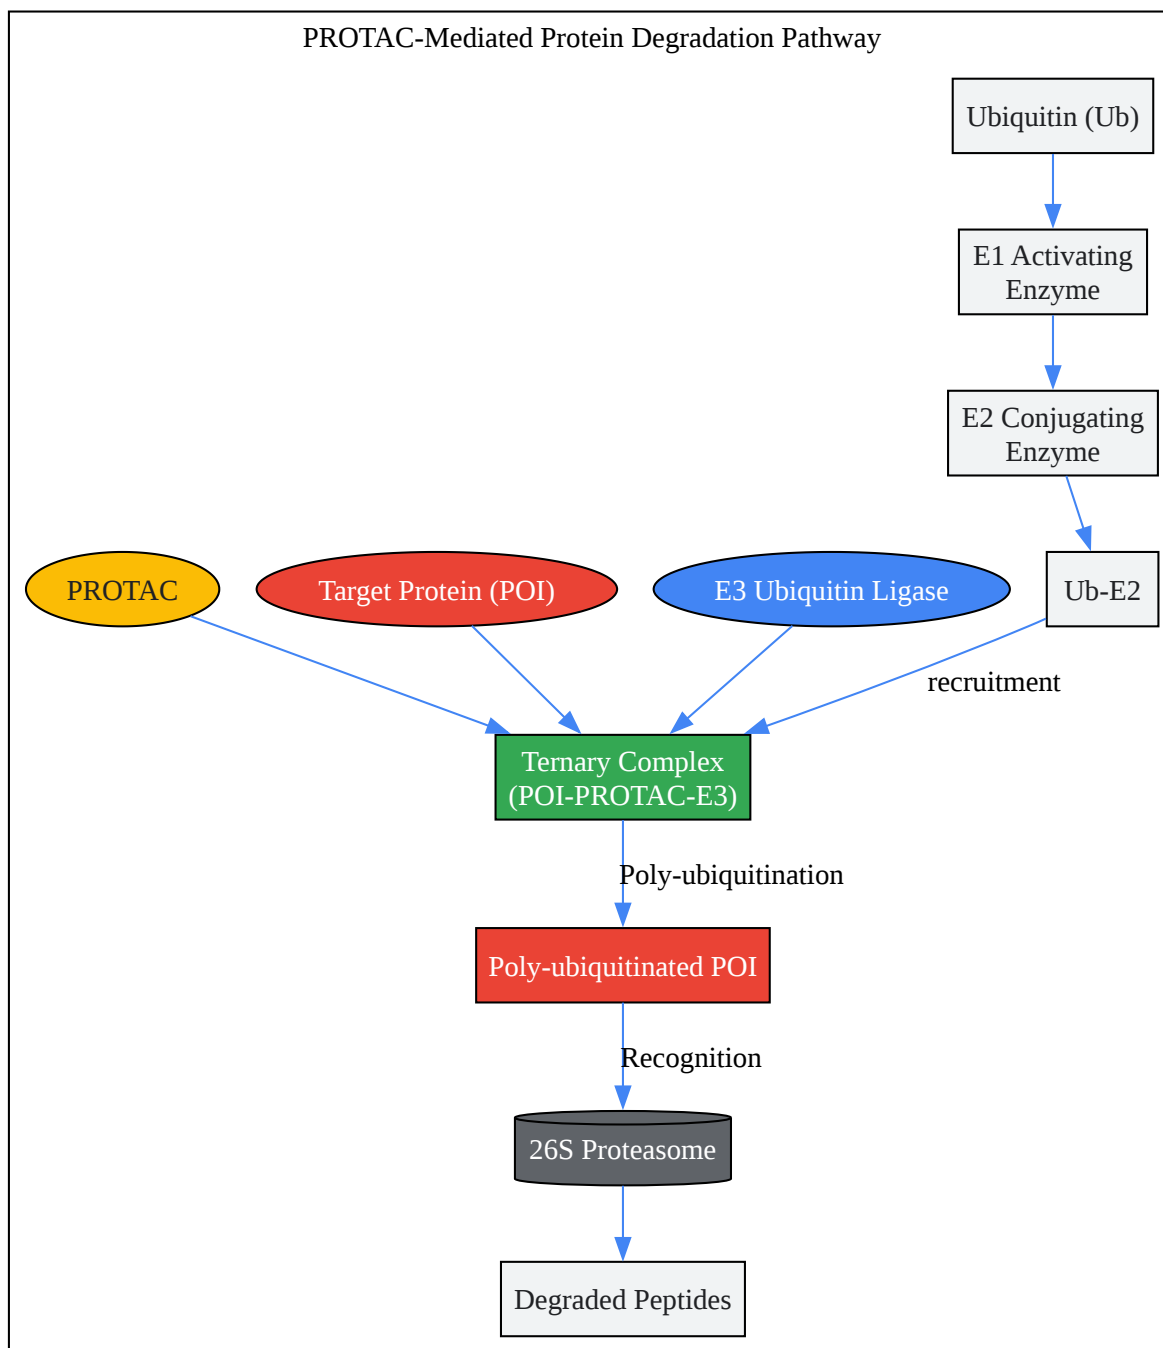 PROTAC-Mediated Protein Degradation Pathway
Ubiquitin (Ub)
E1 Activating
Enzyme
E2 Conjugating
Enzyme
PROTAC
Target Protein (POI)
E3 Ubiquitin Ligase
Ub-E2
recruitment
Ternary Complex
(POI-PROTAC-E3)
Poly-ubiquitination
Poly-ubiquitinated POI
Recognition
26S Proteasome
Degraded Peptides